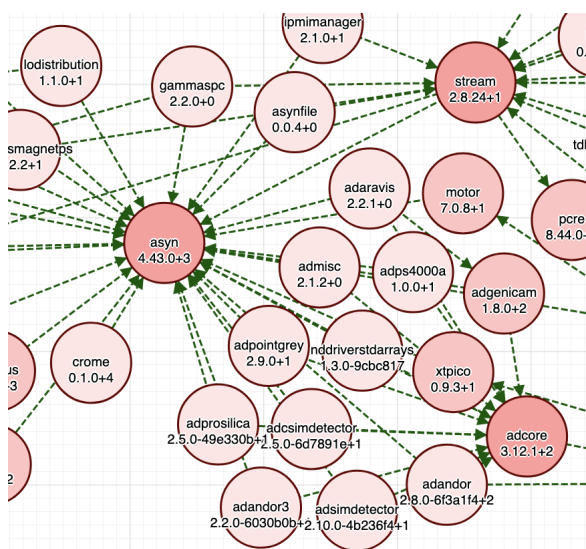 ipmimanager
2.1.0+1
lodistribution
1.1.0+1
gammaspc
2.2.0+0
stream
2.8.24+1
0.
asynfile
0.0.4+0
smagnetps
2.2+1
tdl
adaravis
2.2.1+0
motor
7.0.8+1
pcre
8.44.0-
asyn
4.43.0+3
admisc
2.1.2+0
adps4000a
1.0.0+1
adgenicam
1.8.0+2
adpointgrey
2.9.0+1
nddriverstdarrays
1.3.0-9cbc817
crome
0.1.0+4
us
-3
xtpico
0.9.3+1
adprosilica
2.5.0-49e330b+1
adcsimdetector
2.5.0-6d7891e+1
adcore
3.12.1+2
2
adandor
2.8.0-6f3a1f4+2
adandor3
2.2.0-6030b0b+2
adsimdetector
2.10.0-4b236f4+1